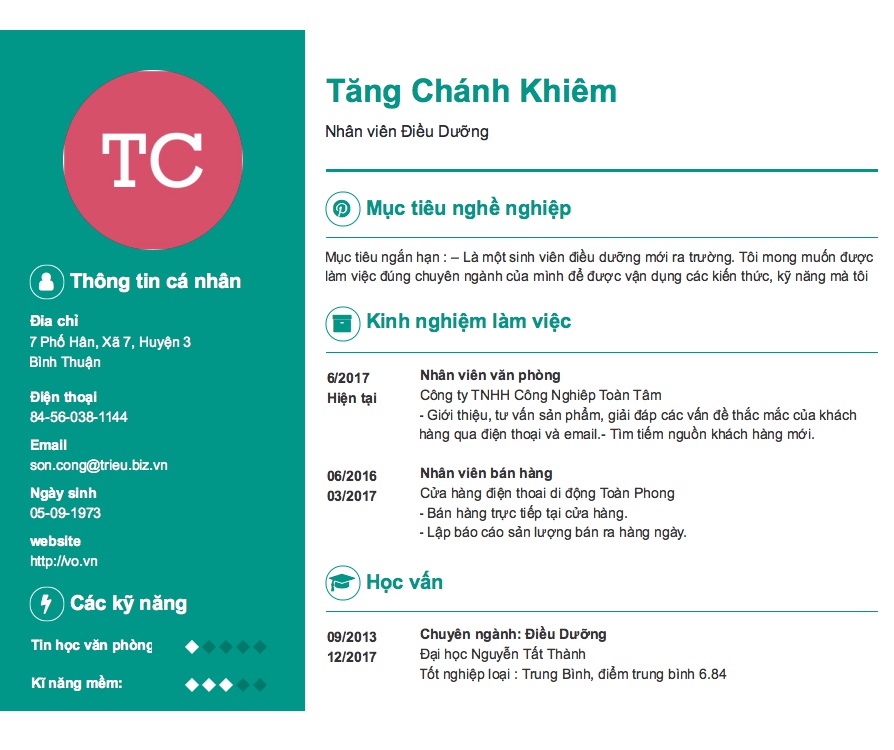 TC
Thông tin cá nhân
Địa chỉ
7 Phố Hân, Xã 7, Huyện 3
Bình Thuận
Điện thoại
84-56-038-1144
Email
son.cong@trieu.biz.vn
Ngày sinh
05-09-1973
website
http://vo.vn
Các kỹ năng
Tin học văn phòng
Kĩ năng mềm:
Tăng Chánh Khiêm
Nhân viên Điều Dưỡng
Mục tiêu nghề nghiệp
Mục tiêu ngắn hạn : – Là một sinh viên điều dưỡng mới ra trường. Tôi mong muốn được
làm việc đúng chuyên ngành của mình để được vận dụng các kiến thức, kỹ năng mà tôi
Kinh nghiệm làm việc
6/2017
Hiện tại
Nhân viên văn phòng
Công ty TNHH Công Nghiêp Toàn Tâm
- Giới thiệu, tư vấn sản phẩm, giải đáp các vấn đề thắc mắc của khách
hàng qua điện thoại và email.- Tìm tiếm nguồn khách hàng mới.
06/2016
03/2017
Nhân viên bán hàng
Cửa hàng điện thoai di động Toàn Phong
- Bán hàng trực tiếp tại cửa hàng.
- Lập báo cáo sản lượng bán ra hàng ngày.
Học vấn
09/2013
12/2017
Chuyên ngành: Điều Dưỡng
Đại học Nguyễn Tất Thành
Tốt nghiệp loại : Trung Bình, điểm trung bình 6.84